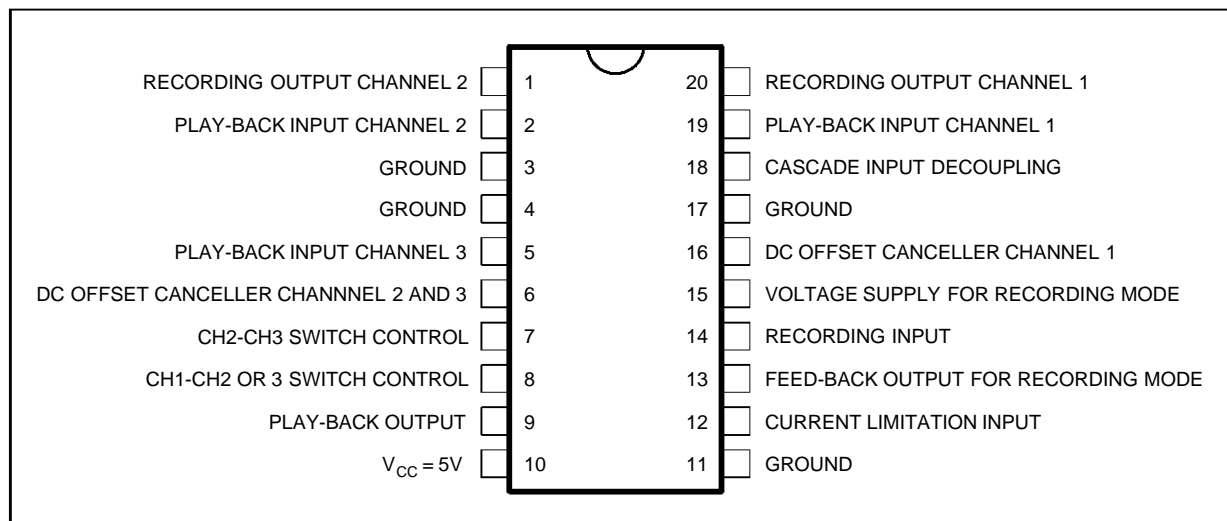 RECORDING OUTPUT CHANNEL 2 1 20 RECORDING OUTPUT CHANNEL 1
PLAY-BACK INPUT CHANNEL 2 2 19 PLAY-BACK INPUT CHANNEL 1
GROUND 3 18 CASCADE INPUT DECOUPLING
GROUND 4 17 GROUND
PLAY-BACK INPUT CHANNEL 3 5 16 DC OFFSET CANCELLER CHANNEL 1
DC OFFSET CANCELLER CHANNNEL 2 AND 3 6 15 VOLTAGE SUPPLY FOR RECORDING MODE
CH2-CH3 SWITCH CONTROL 7 14 RECORDING INPUT
CH1-CH2 OR 3 SWITCH CONTROL 8 13 FEED-BACK OUTPUT FOR RECORDING MODE
PLAY-BACK OUTPUT 9 12 CURRENT LIMITATION INPUT
VCC = 5V 10 11 GROUND